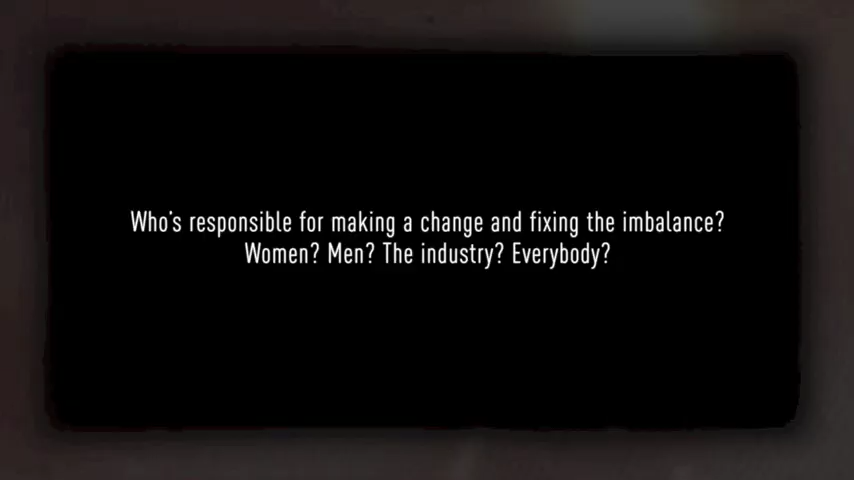 Who's responsible for making a change and fixing the imbalance?
Women? Men? The industry? Everybody?